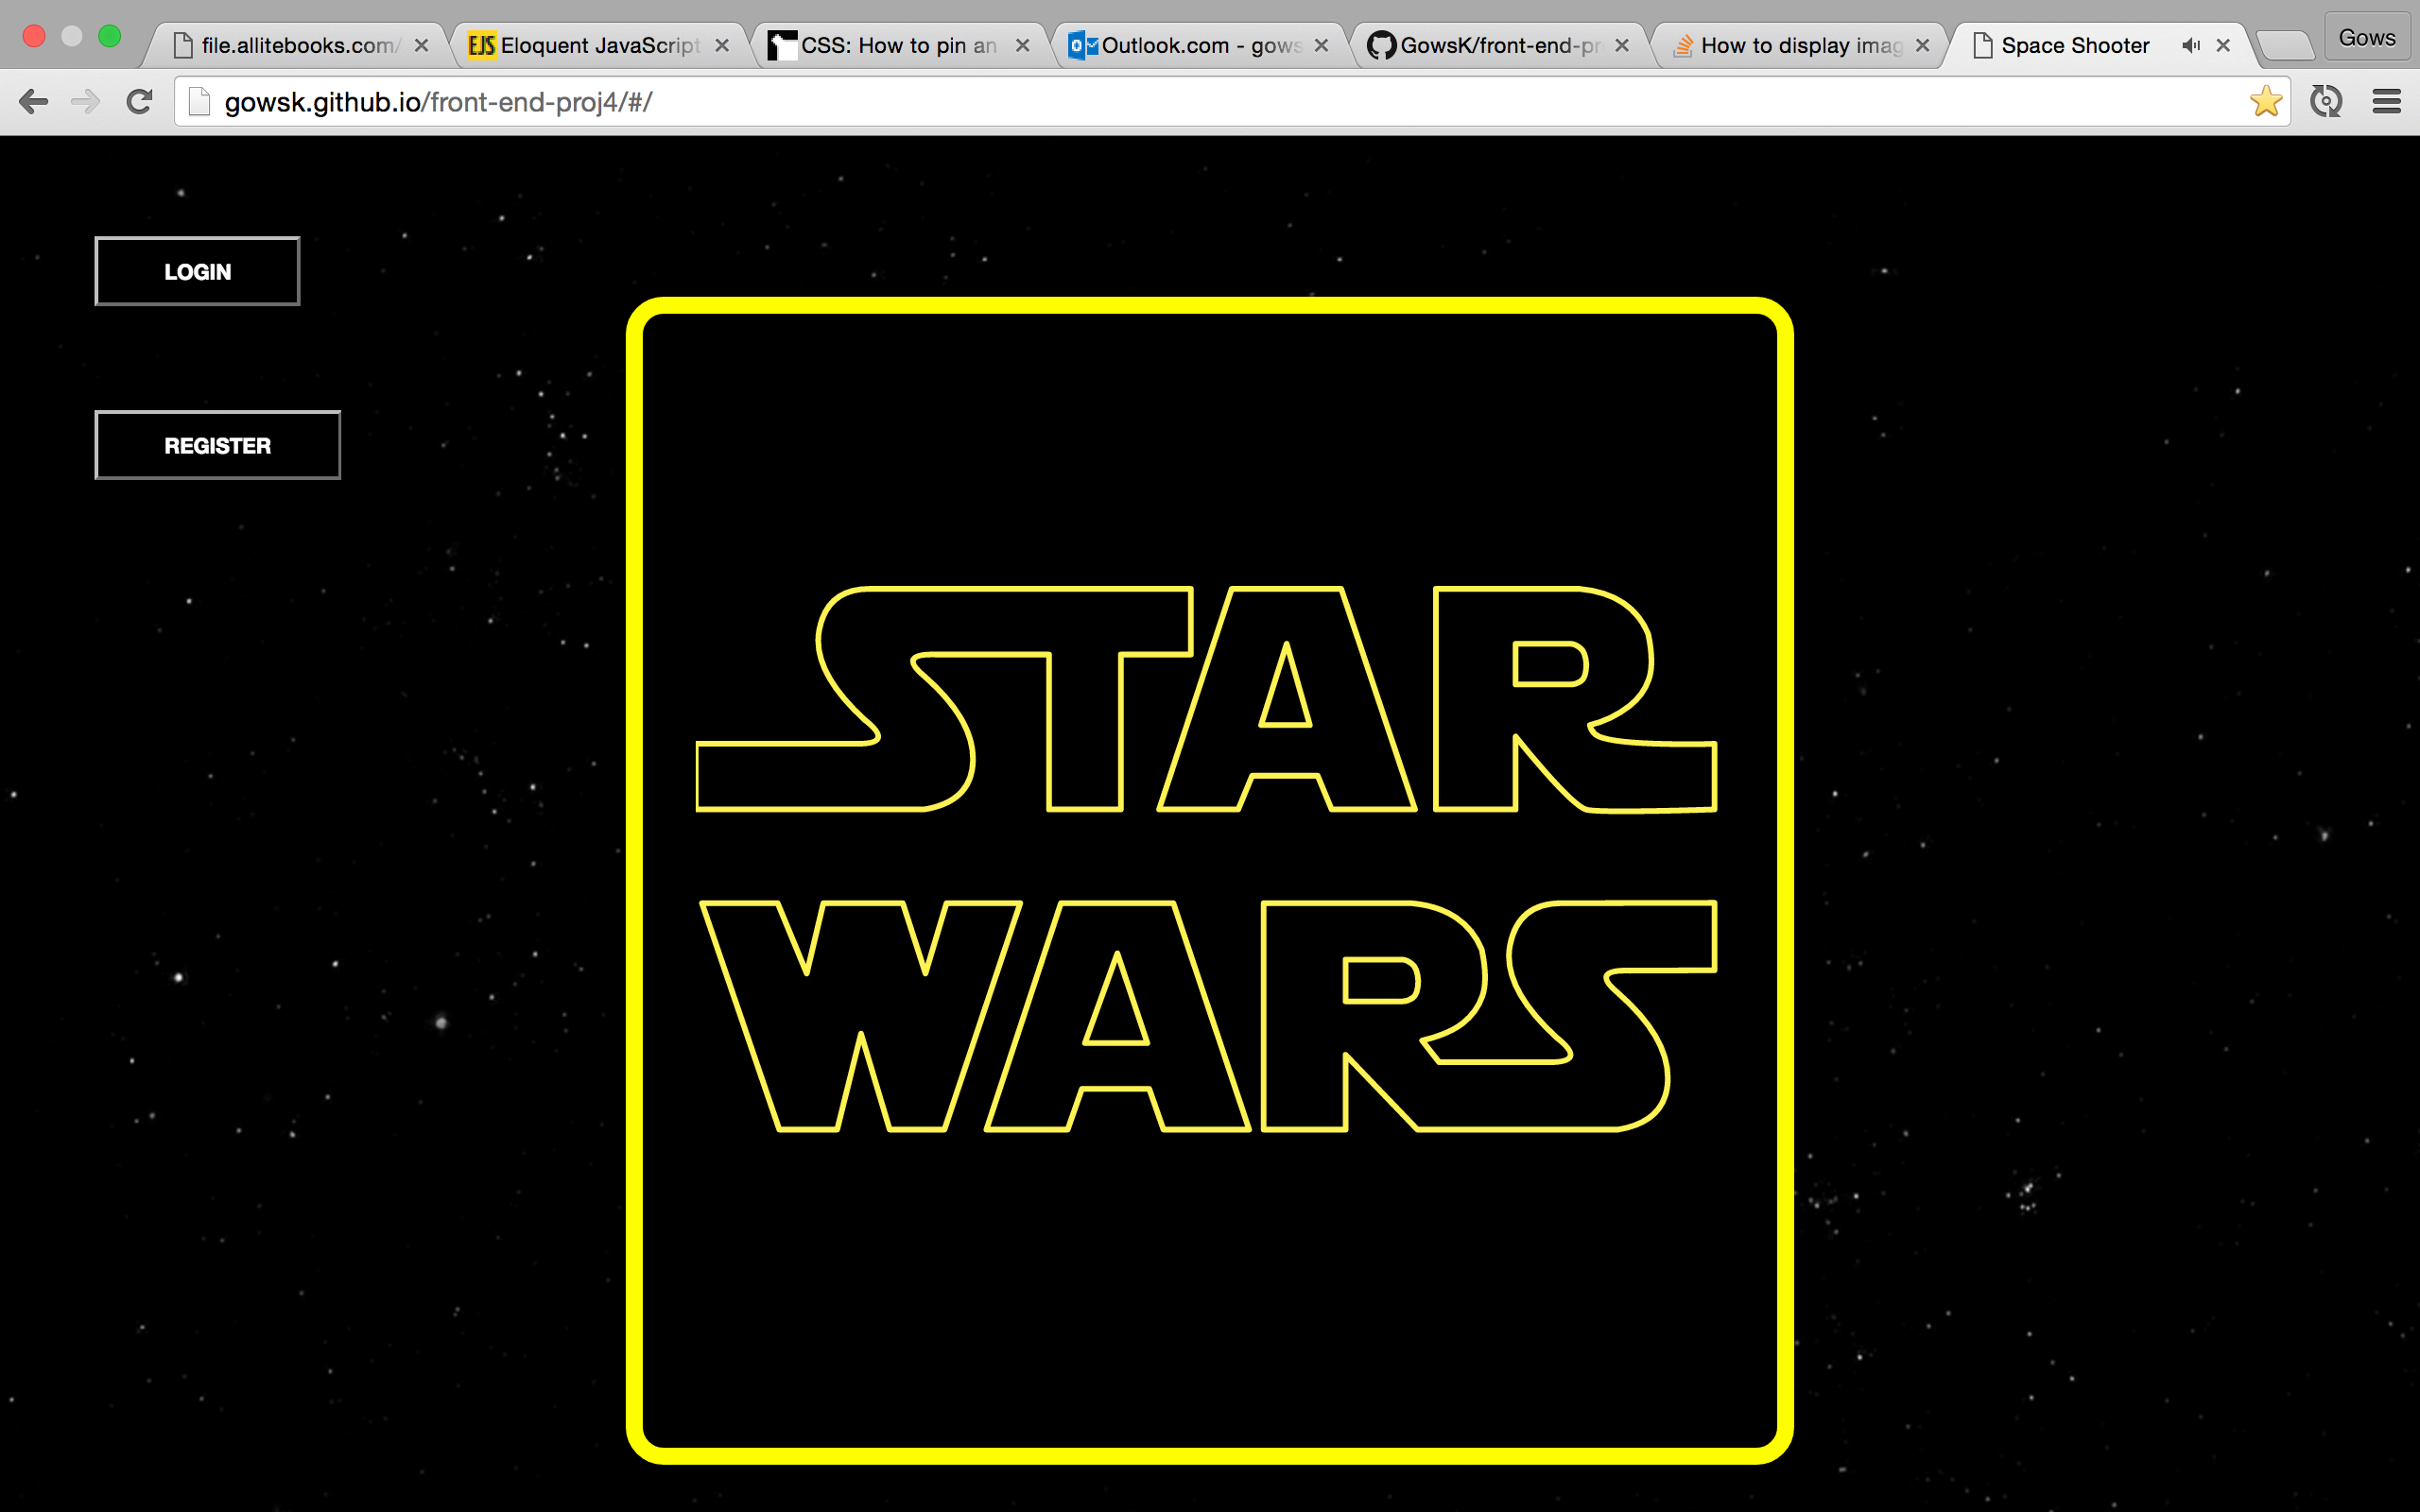 file.allitebooks.com/
EJS Eloquent JavaScript
CSS: How to pin an
Outlook.com - gows
GowsK/front-end-pr
How to display imag
Space Shooter
Gows
gowsk.github.io/front-end-proj4/#/
LOGIN
REGISTER
STAR
WARS